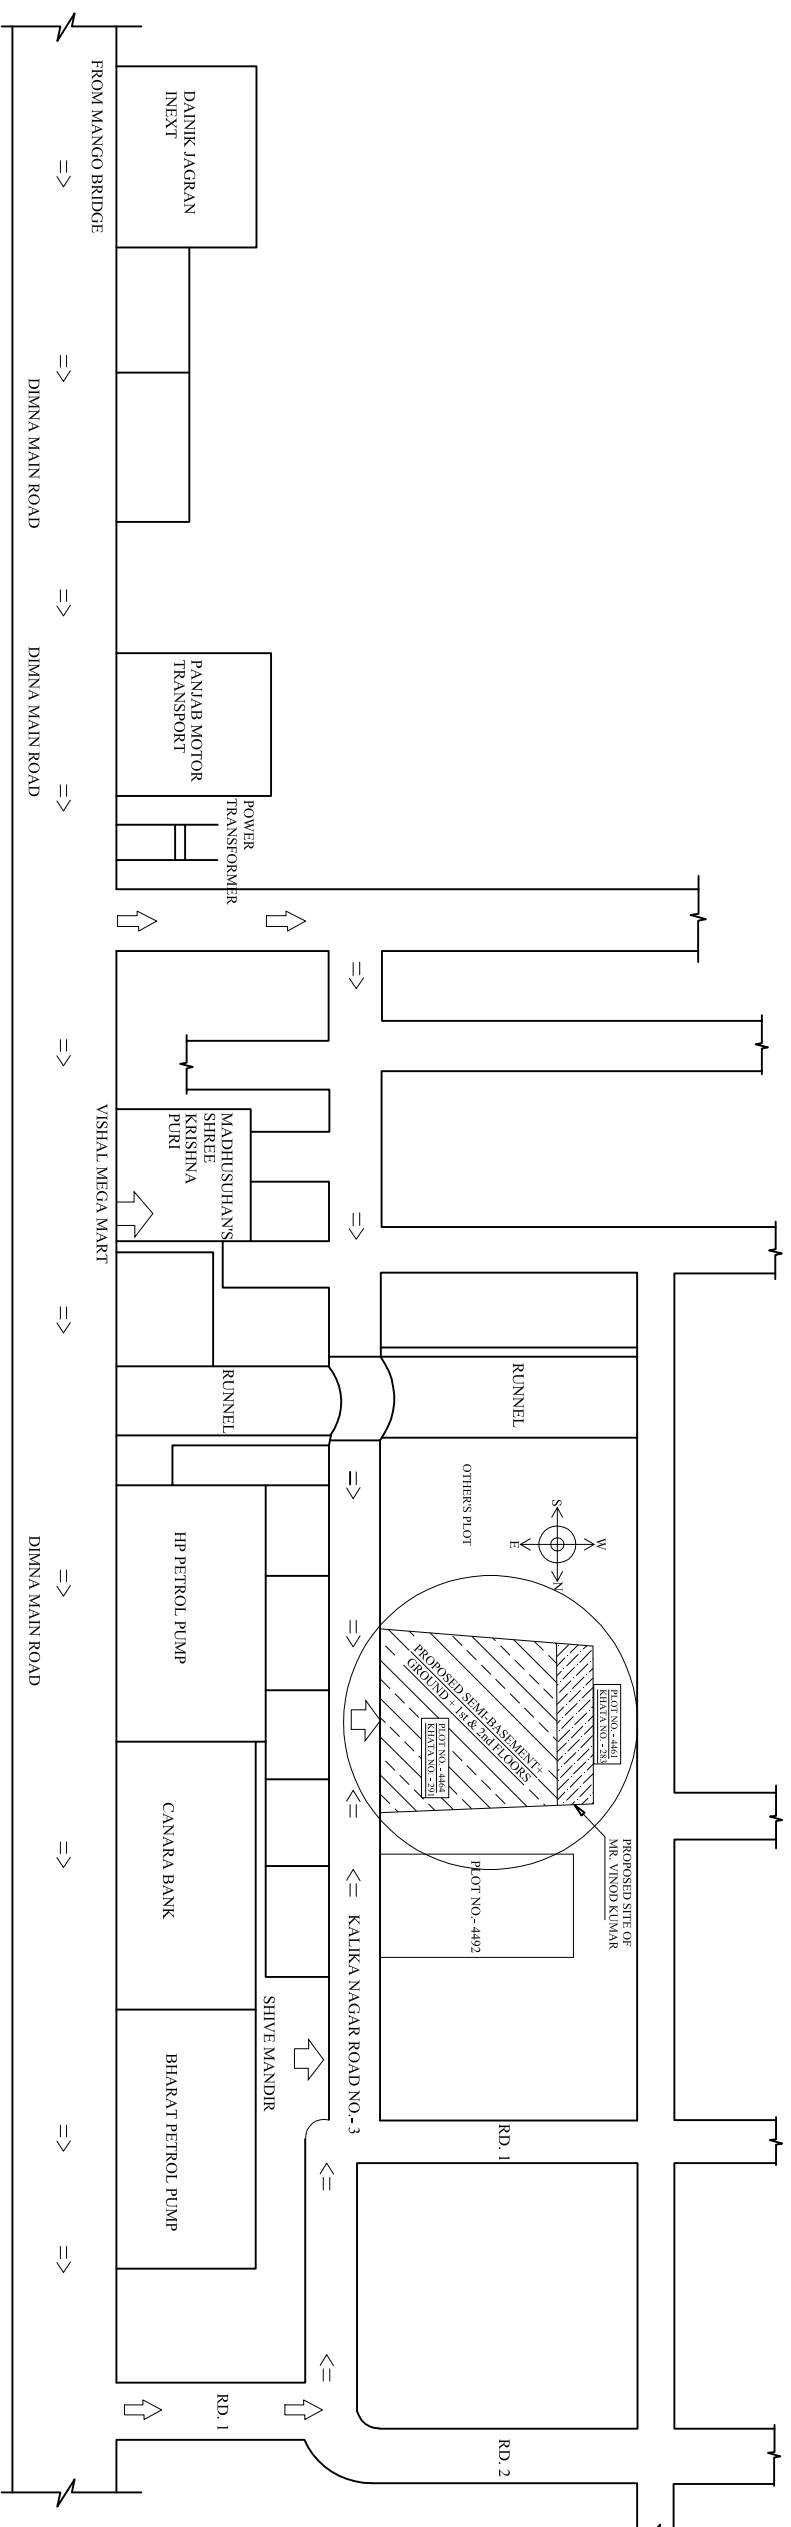 FROM MANGO BRIDGE
DAINIK JAGRAN
INEXT
DIMNA MAIN ROAD
DIMNA MAIN ROAD
PANJAB MOTOR
TRANSPORT
POWER
TRANSFORMER
VISHAL MEGA MART
MADHUSUHAN'S
SHREE
KRISHNA
PURI
RUNNEL
RUNNEL
OTHER'S PLOT
S
W
E
N
DIMNA MAIN ROAD
HP PETROL PUMP
PROPOSED SEMI-BASEMENT+
GROUND + 1st & 2nd FLOORS
PLOT NO. - 4461
KHATA NO. - 283
PLOT NO. - 4464
KHATA NO. - 291
PROPOSED SITE OF
MR. VINOD KUMAR
PLOT NO.- 4492
CANARA BANK
KALIKA NAGAR ROAD NO.- 3
SHIVE MANDIR
BHARAT PETROL PUMP
RD. 1
RD. 1
RD. 2